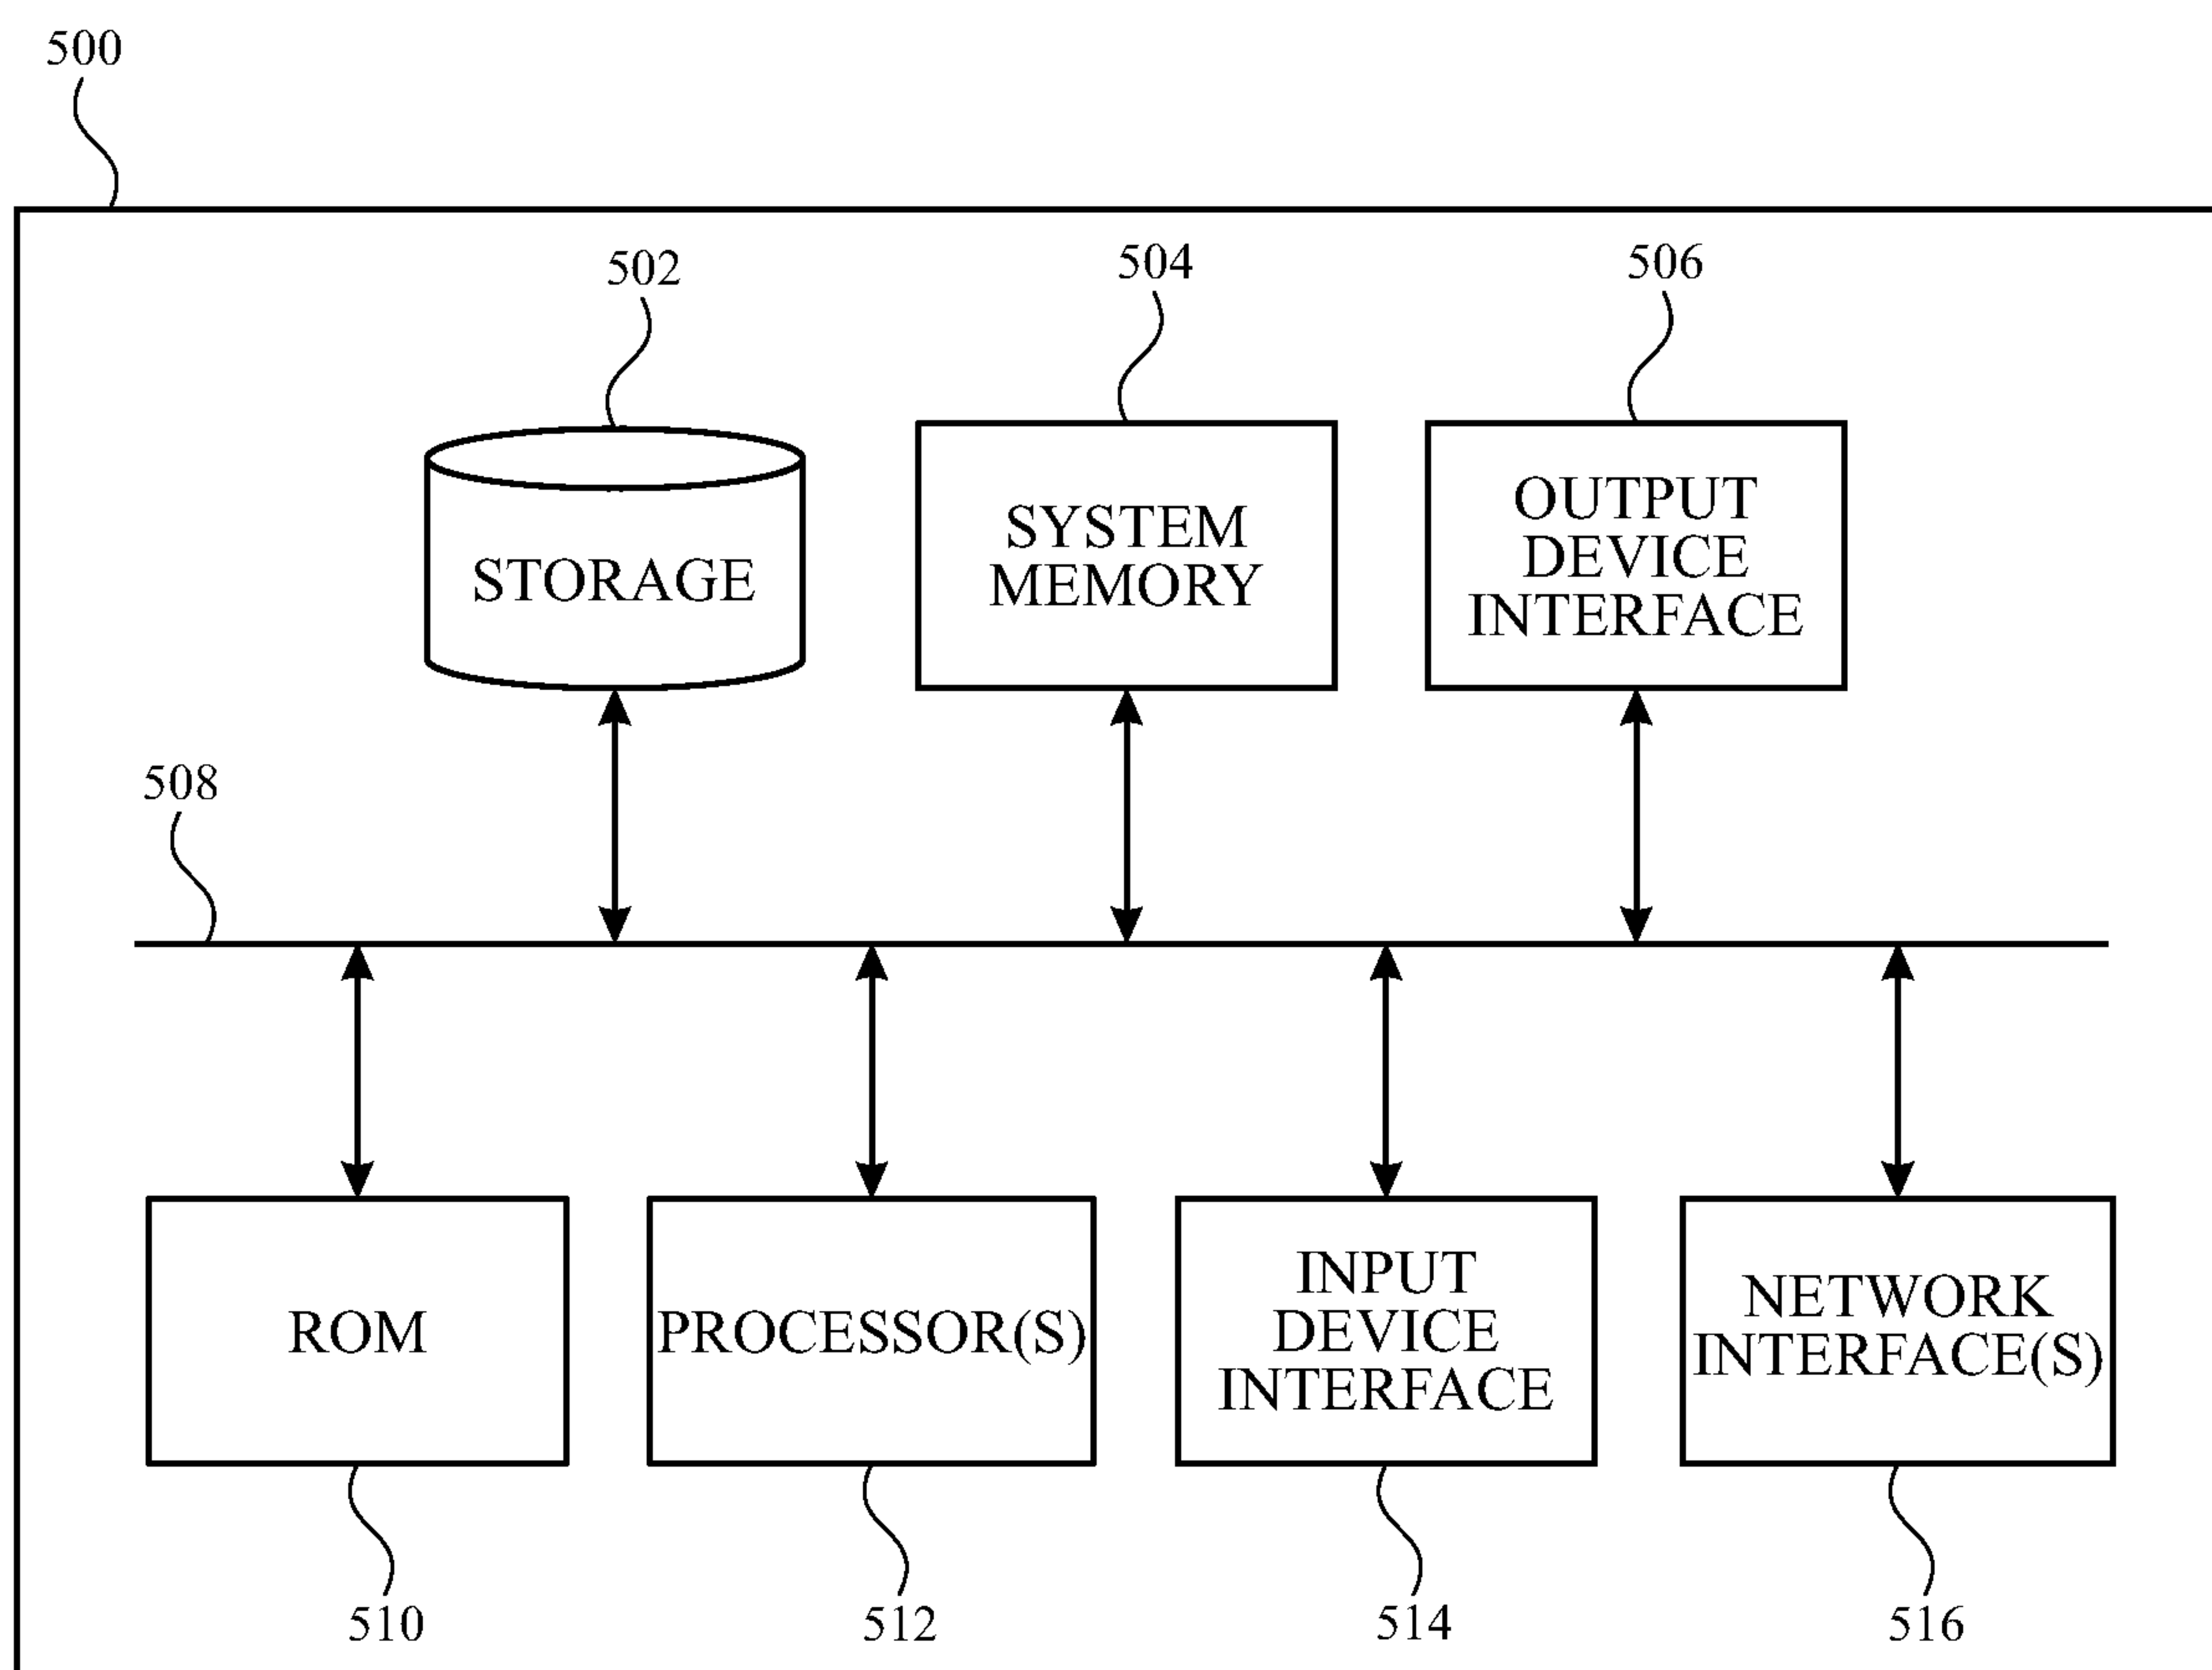 500
502
504
506
STORAGE
SYSTEM
MEMORY
OUTPUT
DEVICE
INTERFACE
508
ROM
PROCESSOR(S)
INPUT
DEVICE
INTERFACE
NETWORK
INTERFACE(S)
510
512
514
516